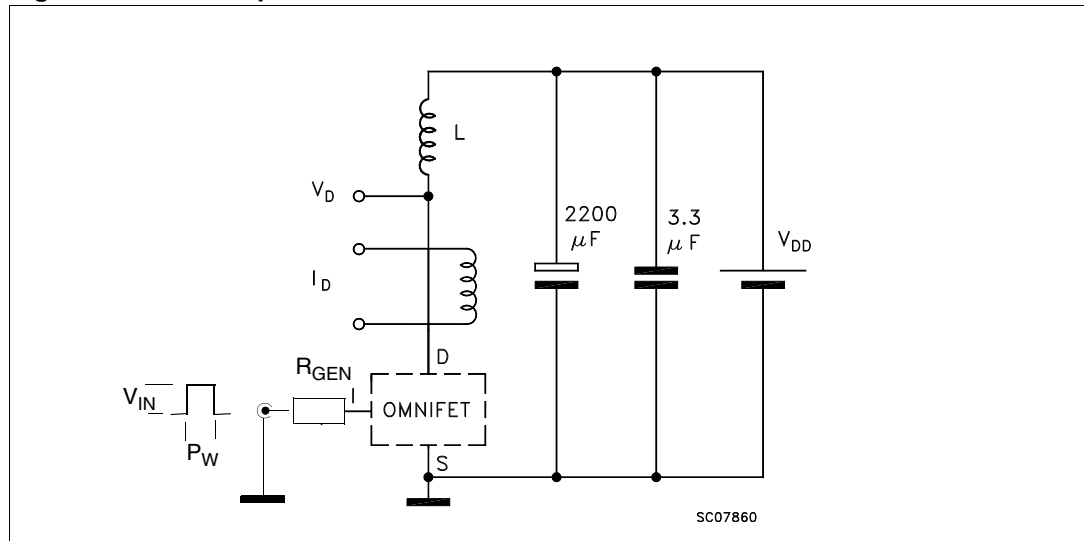 L
V_D
2200
μF
3.3
μF
V_DD
I_D
D
R_GEN
I
V_IN
OMNIFET
P_W
S
SC07860